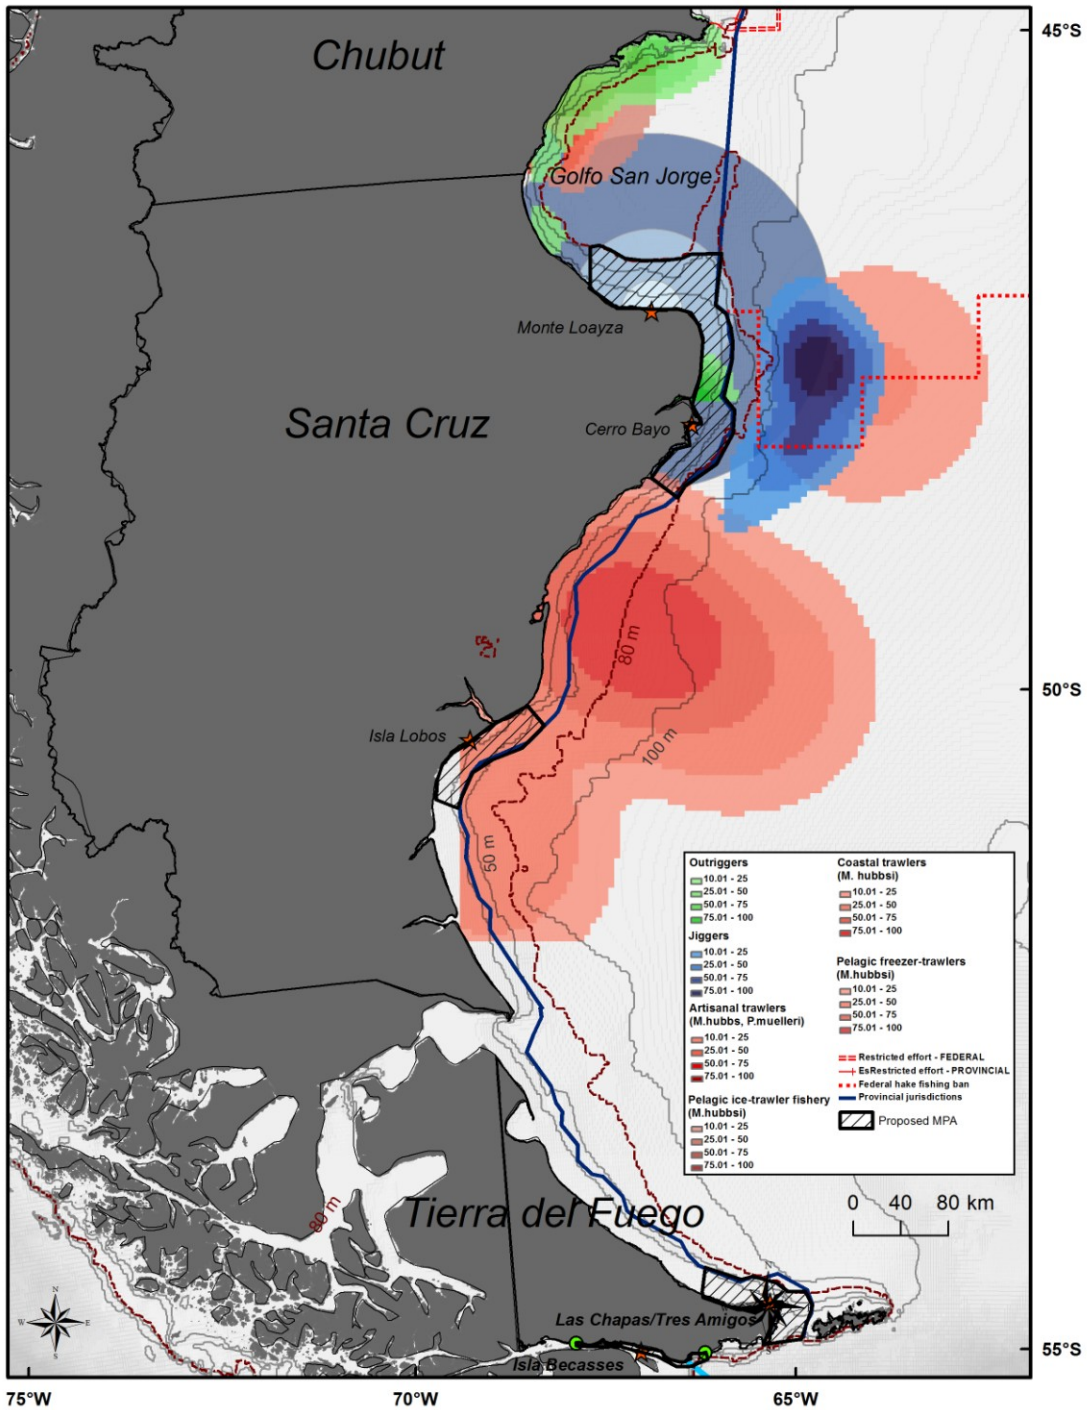 Chubut
45°S
Golfo San Jorge
Monte Loayza
Santa Cruz
Cerro Bayo
80 m
50°S
Isla Lobos
100 m
50 m
Outriggers
10.01 - 25
25.01 - 50
50.01 - 75
75.01 - 100
Jiggers
10.01 - 25
25.01 - 50
50.01 - 75
75.01 - 100
Artisanal trawlers
(M.hubbs, P.muelleri)
10.01 - 25
25.01 - 50
50.01 - 75
75.01 - 100
Pelagic ice-trawler fishery
(M.hubbsi)
10.01 - 25
25.01 - 50
50.01 - 75
75.01 - 100
Coastal trawlers
(M. hubbsi)
10.01 - 25
25.01 - 50
50.01 - 75
75.01 - 100
Pelagic freezer-trawlers
(M.hubbsi)
10.01 - 25
25.01 - 50
50.01 - 75
75.01 - 100
Restricted effort - FEDERAL
EsRestricted effort - PROVINCIAL
Federal hake fishing ban
Provincial jurisdictions
Proposed MPA
0 40 80 km
80 m
Tierra del Fuego
N
W E
S
Las Chapas/Tres Amigos
Isla Becasses
55°S
75°W
70°W
65°W